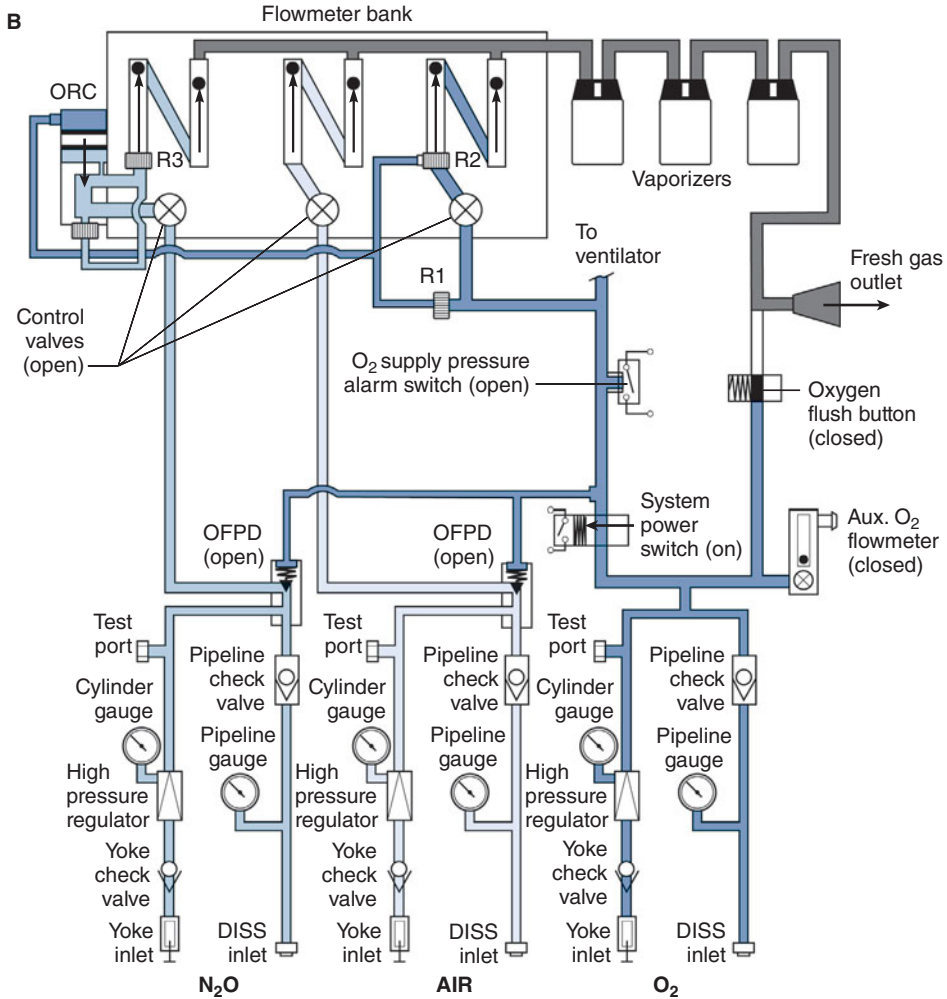 B
Flowmeter bank
ORC
R3
R2
Vaporizers
To
ventilator
Fresh gas
outlet
R1
Control
valves
(open)
O2 supply pressure
alarm switch (open)
Oxygen
flush button
(closed)
System
power
switch (on)
Aux. O2
flowmeter
(closed)
OFPD
(open)
OFPD
(open)
Test
port
Pipeline
check
valve
Cylinder
gauge
Pipeline
gauge
High
pressure
regulator
Yoke
check
valve
Yoke
inlet
DISS
inlet
N2O
Test
port
Pipeline
check
valve
Cylinder
gauge
Pipeline
gauge
High
pressure
regulator
Yoke
check
valve
Yoke
inlet
DISS
inlet
AIR
Test
port
Pipeline
check
valve
Cylinder
gauge
Pipeline
gauge
High
pressure
regulator
Yoke
check
valve
Yoke
inlet
DISS
inlet
O2